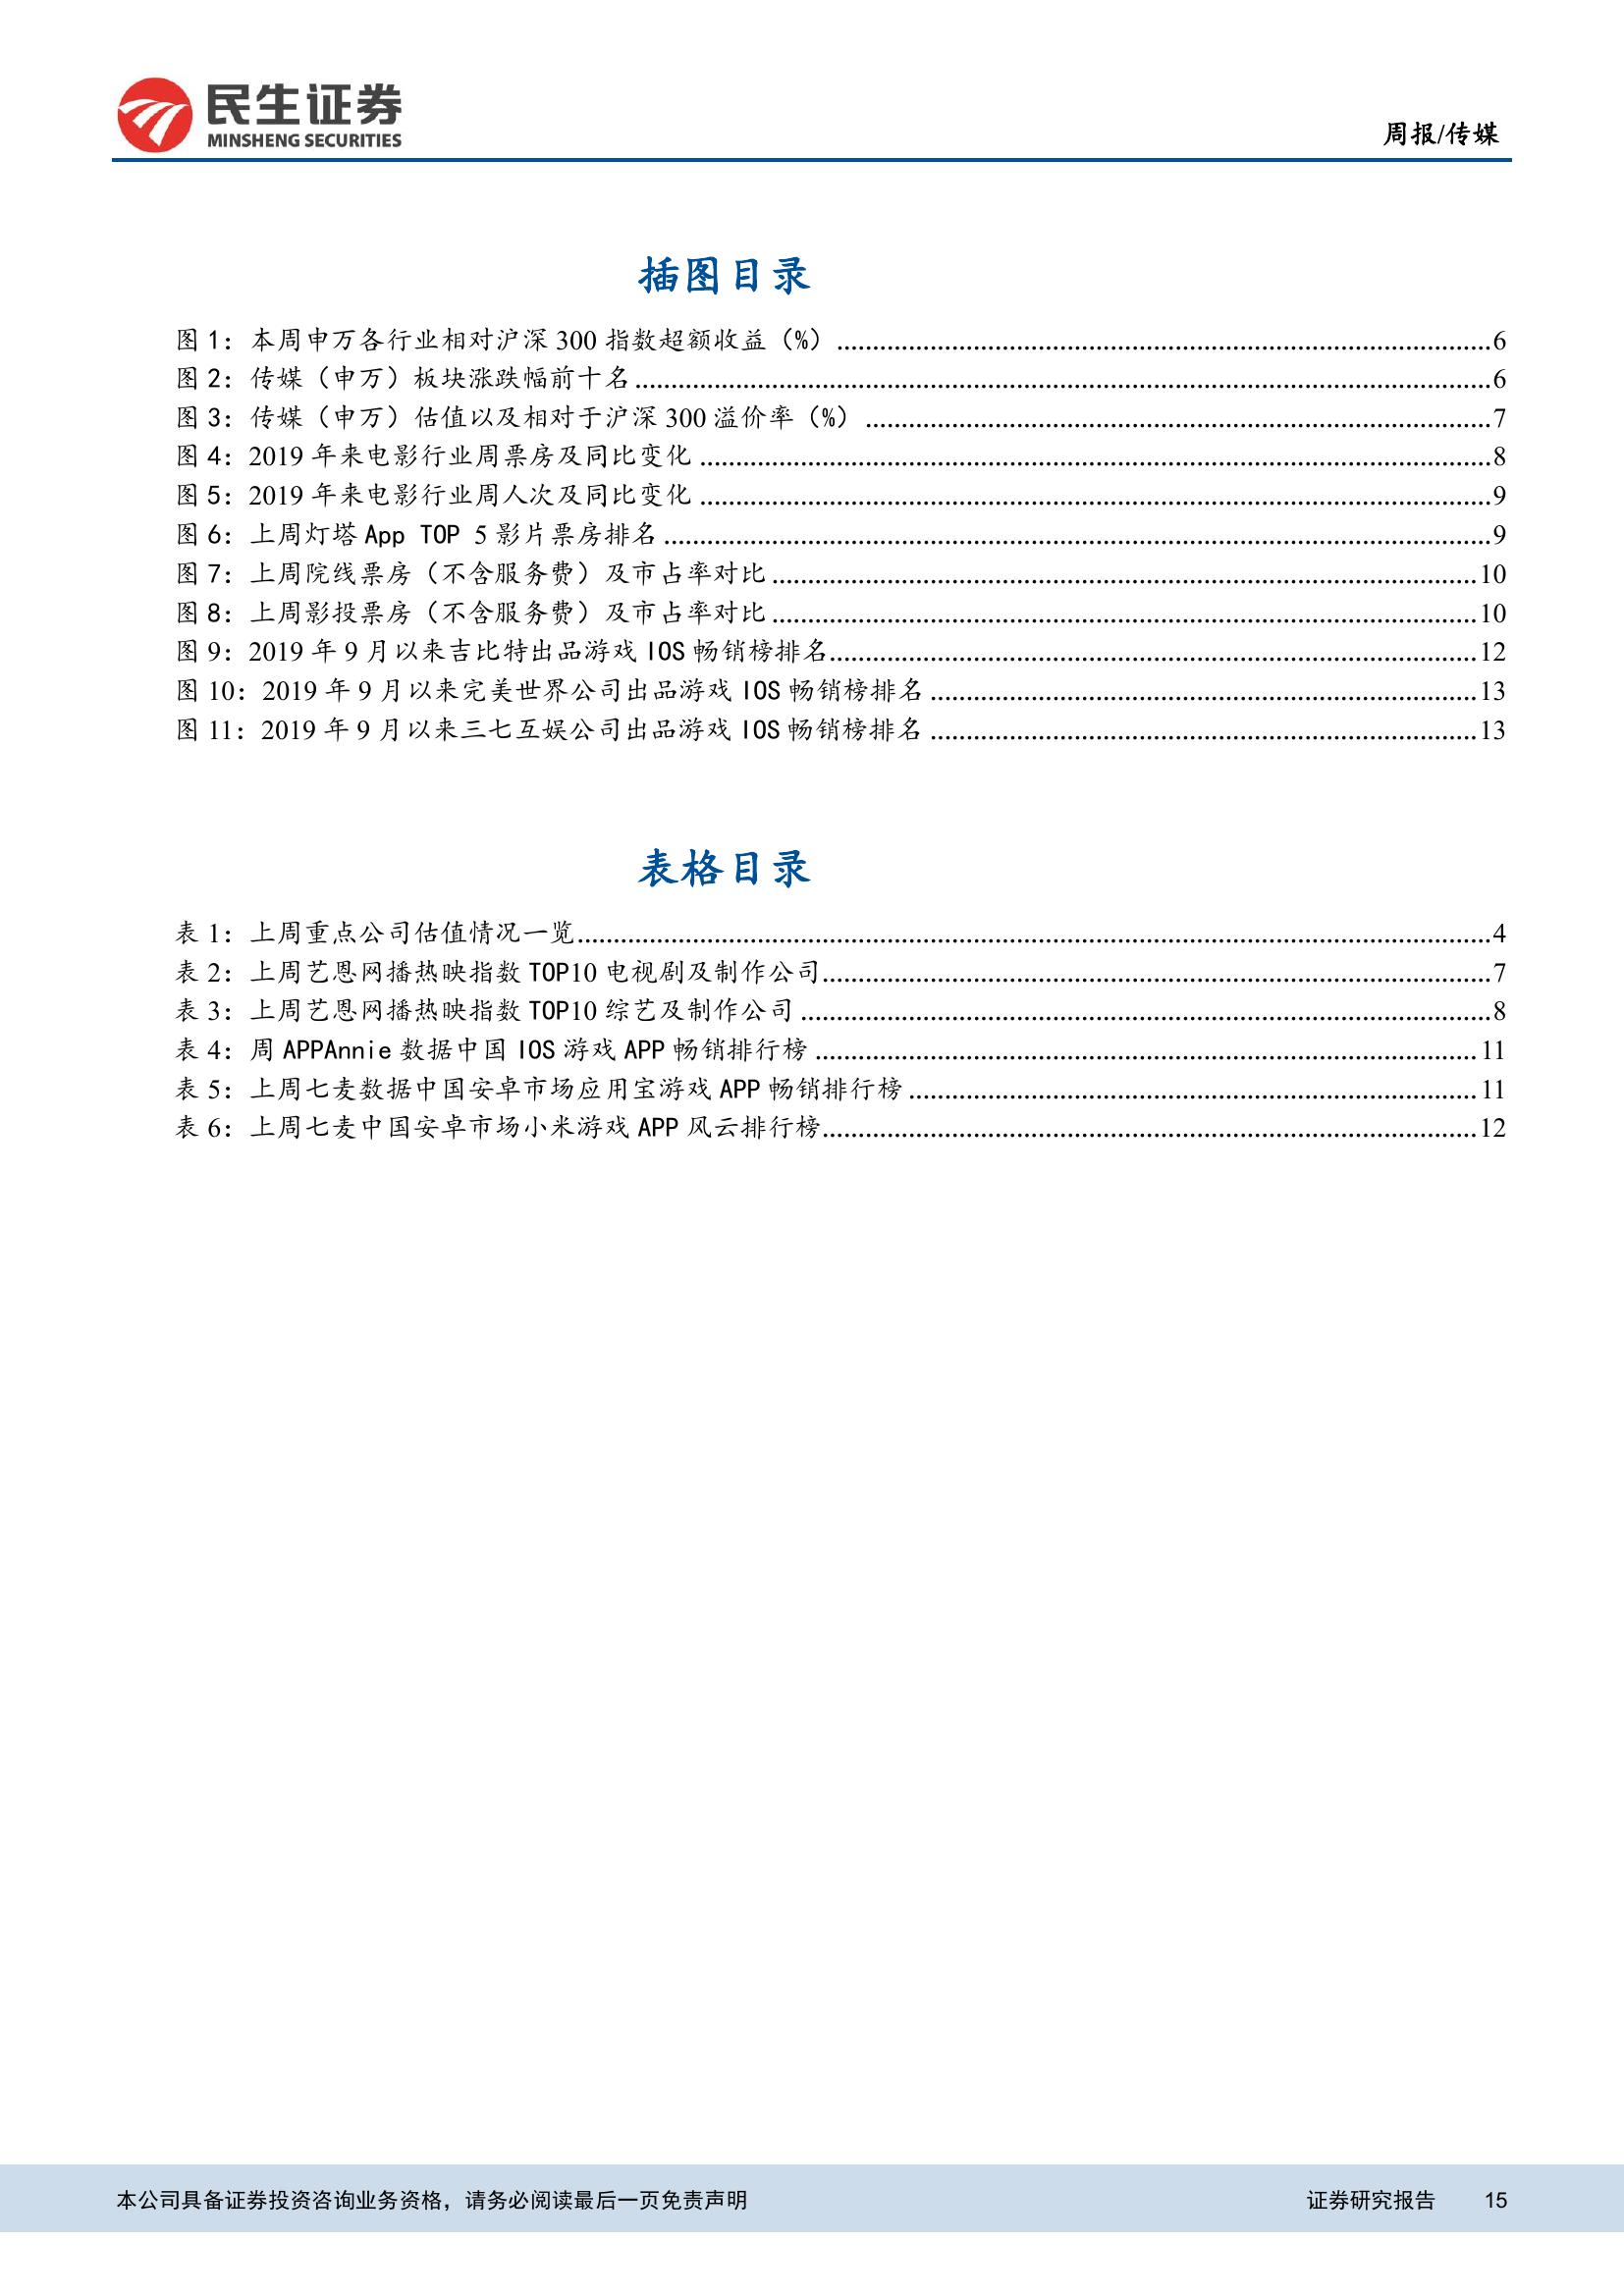 民生证券
MINSHENG SECURITIES
周报/传媒
插图目录
图 1：本周申万各行业相对沪深 300 指数超额收益（%）......6
图 2：传媒（申万）板块涨跌幅前十名......6
图 3：传媒（申万）估值以及相对于沪深 300 溢价率（%）......7
图 4：2019 年来电影行业周票房及同比变化......8
图 5：2019 年来电影行业周人次及同比变化......9
图 6：上周灯塔 App TOP 5 影片票房排名......9
图 7：上周院线票房（不含服务费）及市占率对比......10
图 8：上周影投票房（不含服务费）及市占率对比......10
图 9：2019 年 9 月以来吉比特出品游戏 IOS 畅销榜排名......12
图 10：2019 年 9 月以来完美世界公司出品游戏 IOS 畅销榜排名......13
图 11：2019 年 9 月以来三七互娱公司出品游戏 IOS 畅销榜排名......13
表格目录
表 1：上周重点公司估值情况一览......4
表 2：上周艺恩网播热映指数 TOP10 电视剧及制作公司......7
表 3：上周艺恩网播热映指数 TOP10 综艺及制作公司......8
表 4：周 APPAnnie 数据中国 IOS 游戏 APP 畅销排行榜......11
表 5：上周七麦数据中国安卓市场应用宝游戏 APP 畅销排行榜......11
表 6：上周七麦中国安卓市场小米游戏 APP 风云排行榜......12
本公司具备证券投资咨询业务资格，请务必阅读最后一页免责声明 证券研究报告 15